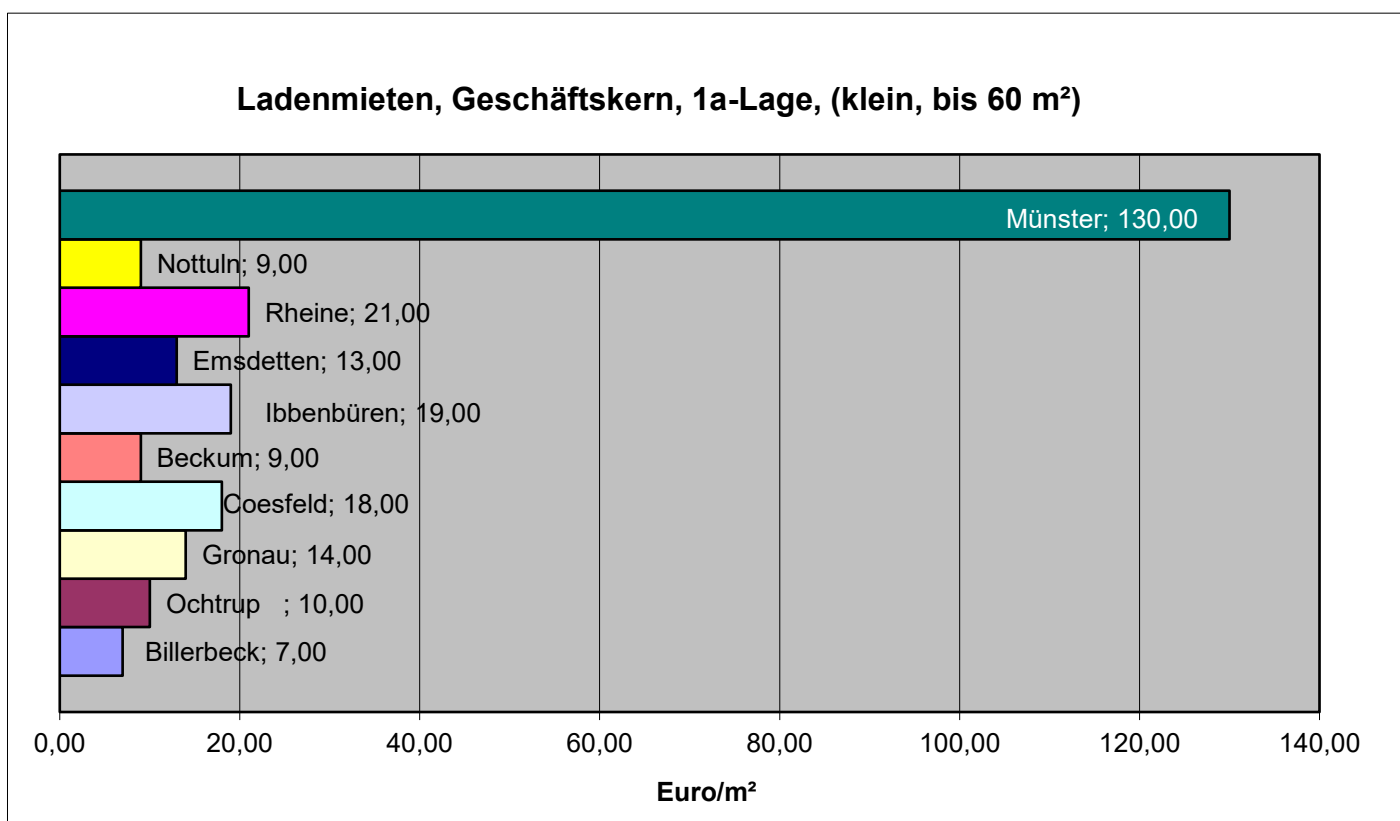 Ladenmieten, Geschäftskern, 1a-Lage, (klein, bis 60 m²)
Münster; 130,00
Nottuln; 9,00
Rheine; 21,00
Emsdetten; 13,00
Ibbenbüren; 19,00
Beckum; 9,00
Coesfeld; 18,00
Gronau; 14,00
Ochtrup   ; 10,00
Billerbeck; 7,00
0,00 20,00 40,00 60,00 80,00 100,00 120,00 140,00
Euro/m²